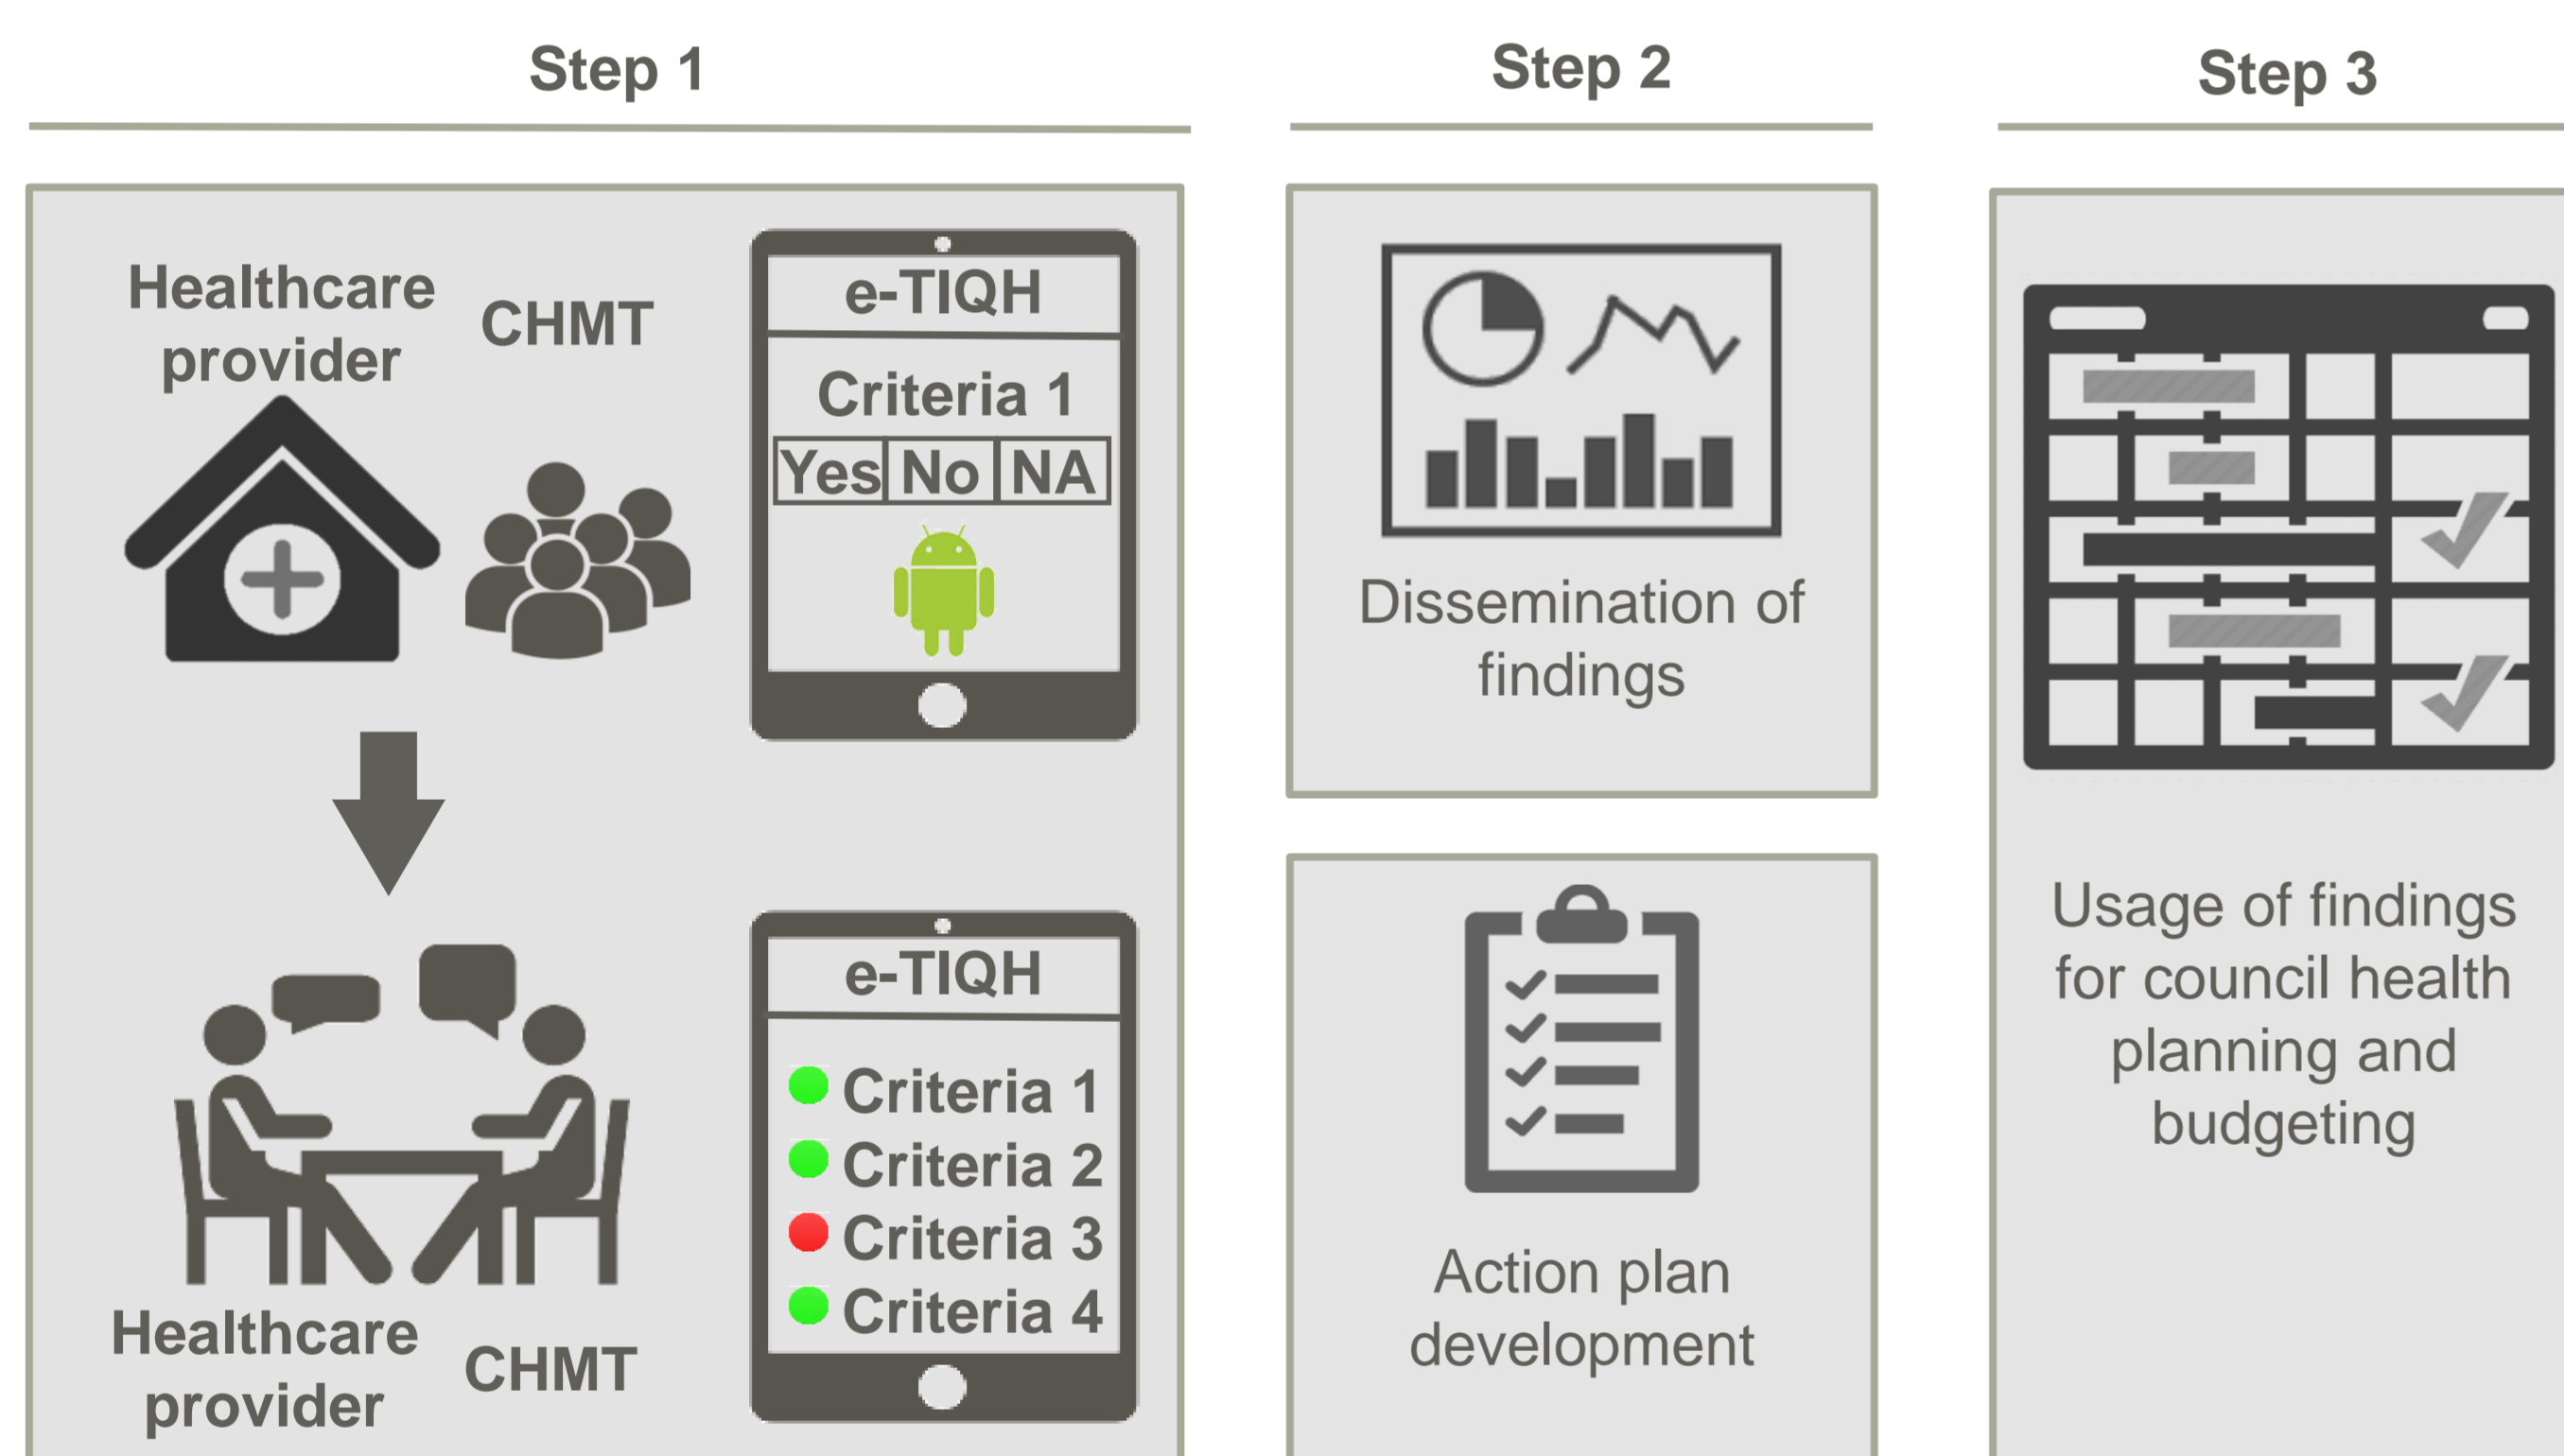 Step 1
Healthcare
provider
CHMT
e-TIQH
Criteria 1
Yes No NA
e-TIQH
Criteria 1
Criteria 2
Criteria 3
Criteria 4
Healthcare
provider
CHMT
Step 2
Dissemination of
findings
Action plan
development
Step 3
Usage of findings
for council health
planning and
budgeting